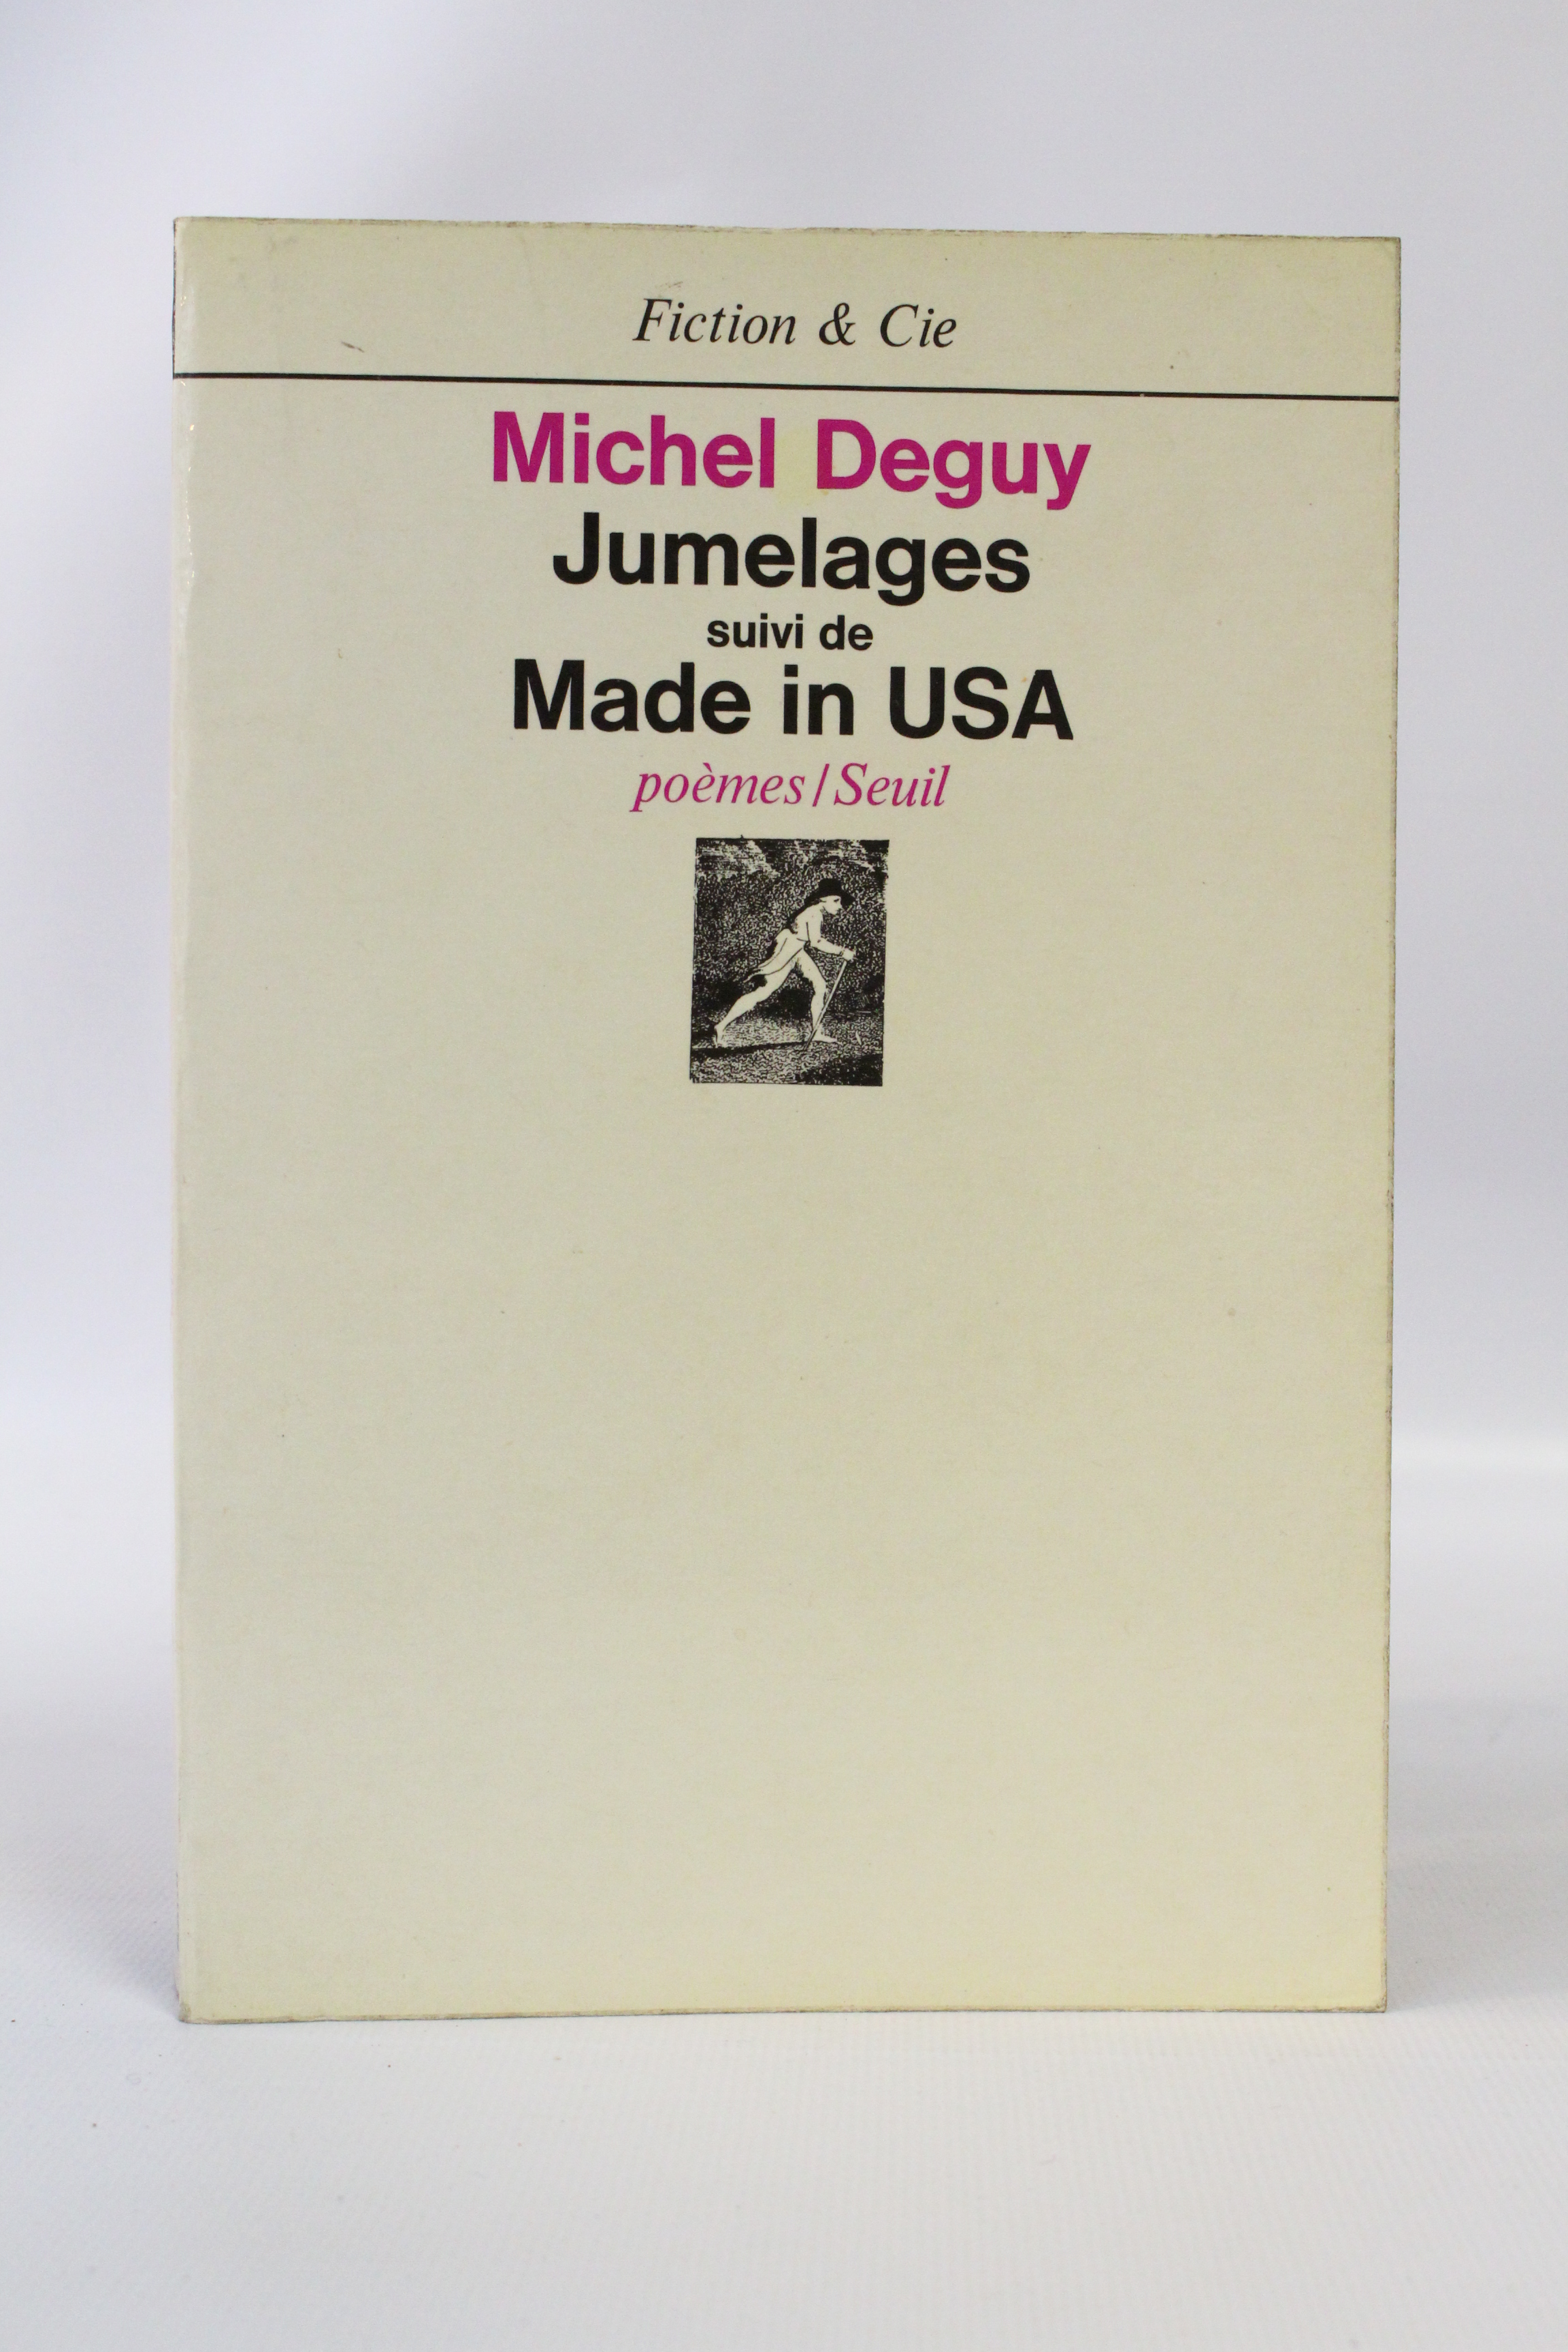 Fiction & Cie
Michel Deguy
Jumelages
suivi de
Made in USA
poèmes/Seuil